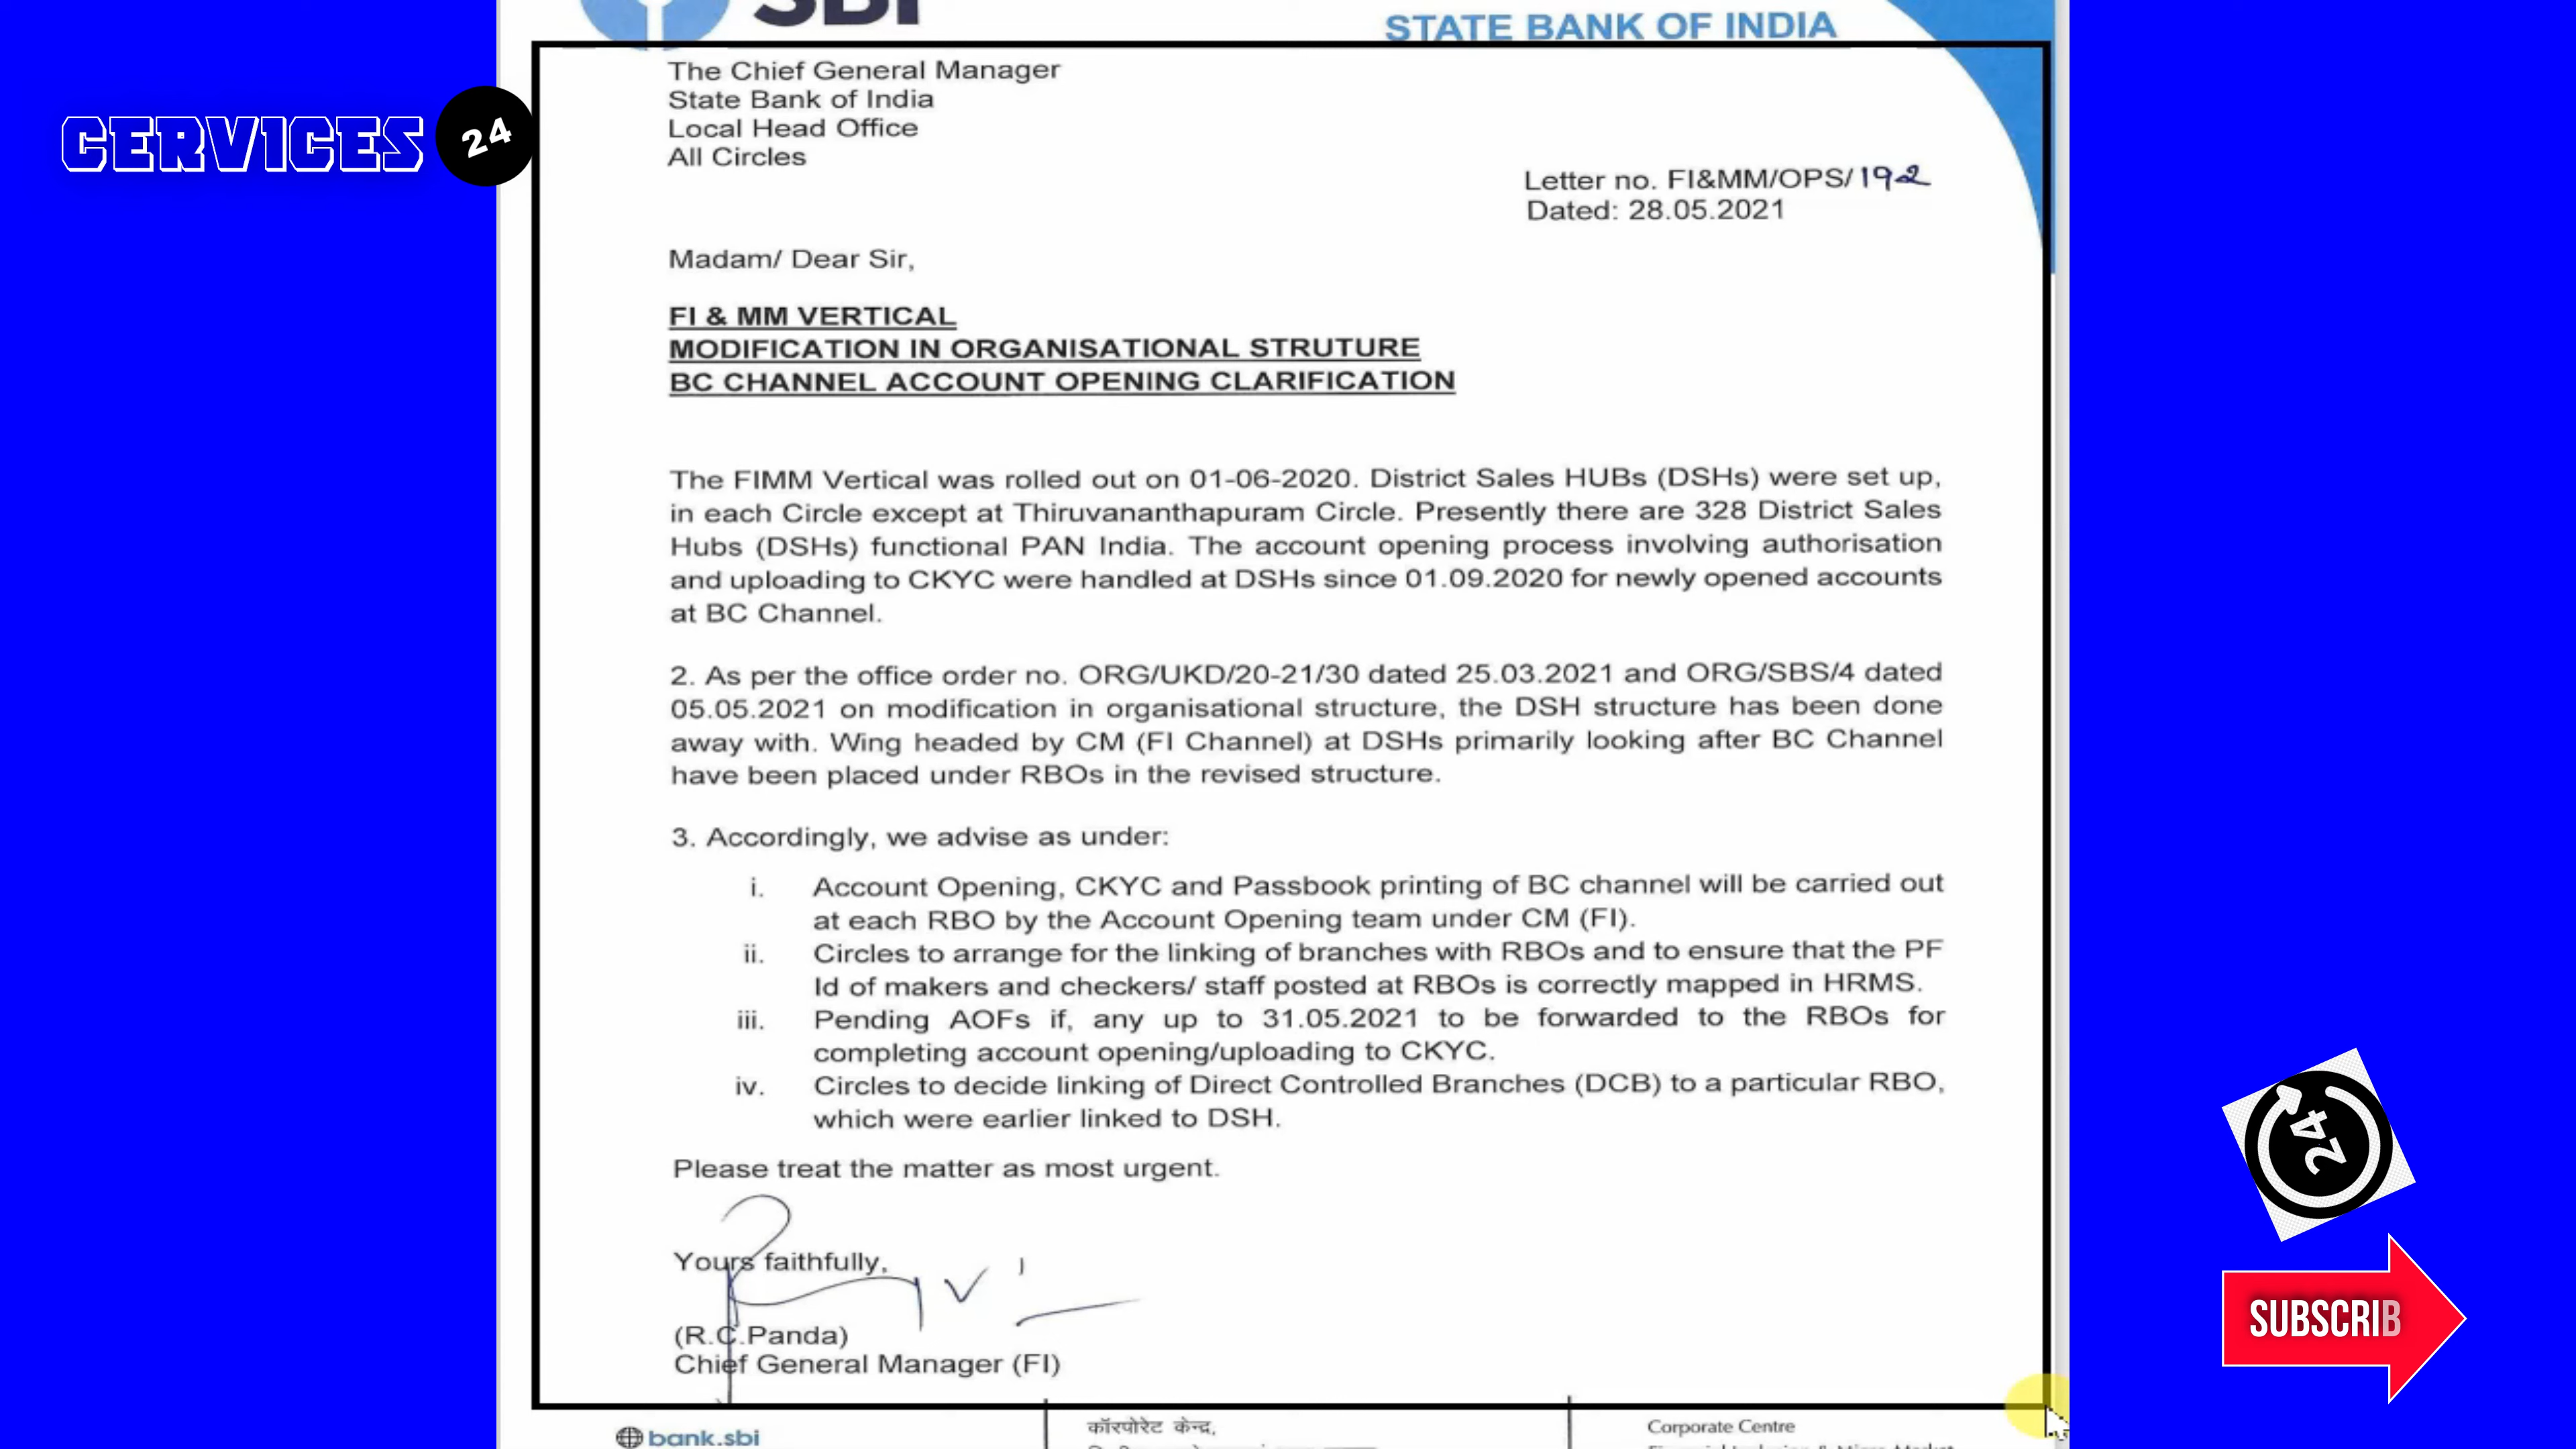 SBI
STATE BANK OF INDIA
CERVICES 24
The Chief General Manager
State Bank of India
Local Head Office
All Circles
Letter no. FI&MM/OPS/192
Dated: 28.05.2021
Madam/ Dear Sir,
FI & MM VERTICAL
MODIFICATION IN ORGANISATIONAL STRUTURE
BC CHANNEL ACCOUNT OPENING CLARIFICATION
The FIMM Vertical was rolled out on 01-06-2020. District Sales HUBs (DSHs) were set up,
in each Circle except at Thiruvananthapuram Circle. Presently there are 328 District Sales
Hubs (DSHs) functional PAN India. The account opening process involving authorisation
and uploading to CKYC were handled at DSHs since 01.09.2020 for newly opened accounts
at BC Channel.
2. As per the office order no. ORG/UKD/20-21/30 dated 25.03.2021 and ORG/SBS/4 dated
05.05.2021 on modification in organisational structure, the DSH structure has been done
away with. Wing headed by CM (FI Channel) at DSHs primarily looking after BC Channel
have been placed under RBOs in the revised structure.
3. Accordingly, we advise as under:
i. Account Opening, CKYC and Passbook printing of BC channel will be carried out
at each RBO by the Account Opening team under CM (FI).
ii. Circles to arrange for the linking of branches with RBOs and to ensure that the PF
Id of makers and checkers/ staff posted at RBOs is correctly mapped in HRMS.
iii. Pending AOFs if, any up to 31.05.2021 to be forwarded to the RBOs for
completing account opening/uploading to CKYC.
iv. Circles to decide linking of Direct Controlled Branches (DCB) to a particular RBO,
which were earlier linked to DSH.
Please treat the matter as most urgent.
Yours faithfully,
(R.C.Panda)
Chief General Manager (FI)
bank.sbi
कॉरपोरेट केन्द्र,
Corporate Centre
24
SUBSCRIB